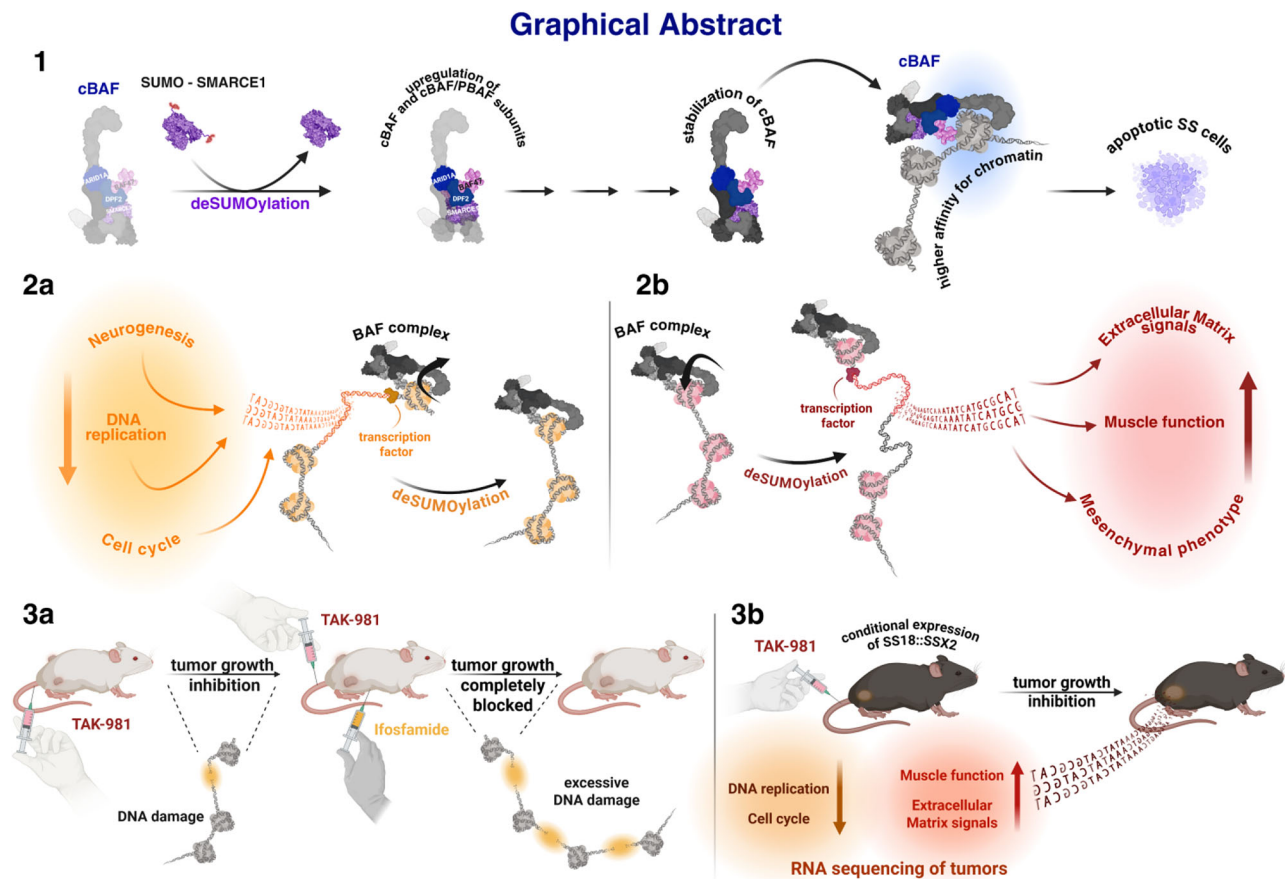 Graphical Abstract
1
cBAF
SUMO - SMARCE1
ARID1A
DPF2
deSUMOylation
upregulation of
cBAF and cBAF/PBAF subunits
ARID1A
BAF47
DPF2
SMARCE1
stabilization of cBAF
cBAF
higher affinity for chromatin
apoptotic SS cells
2a
Neurogenesis
DNA
replication
Cell cycle
BAF complex
transcription
factor
deSUMOylation
2b
BAF complex
deSUMOylation
transcription
factor
Extracellular Matrix
signals
Muscle function
Mesenchymal phenotype
3a
TAK-981
tumor growth
inhibition
DNA damage
TAK-981
Ifosfamide
tumor growth
completely
blocked
excessive
DNA damage
3b
TAK-981
conditional expression
of SS18::SSX2
tumor growth
inhibition
DNA replication
Cell cycle
Muscle function
Extracellular
Matrix signals
RNA sequencing of tumors